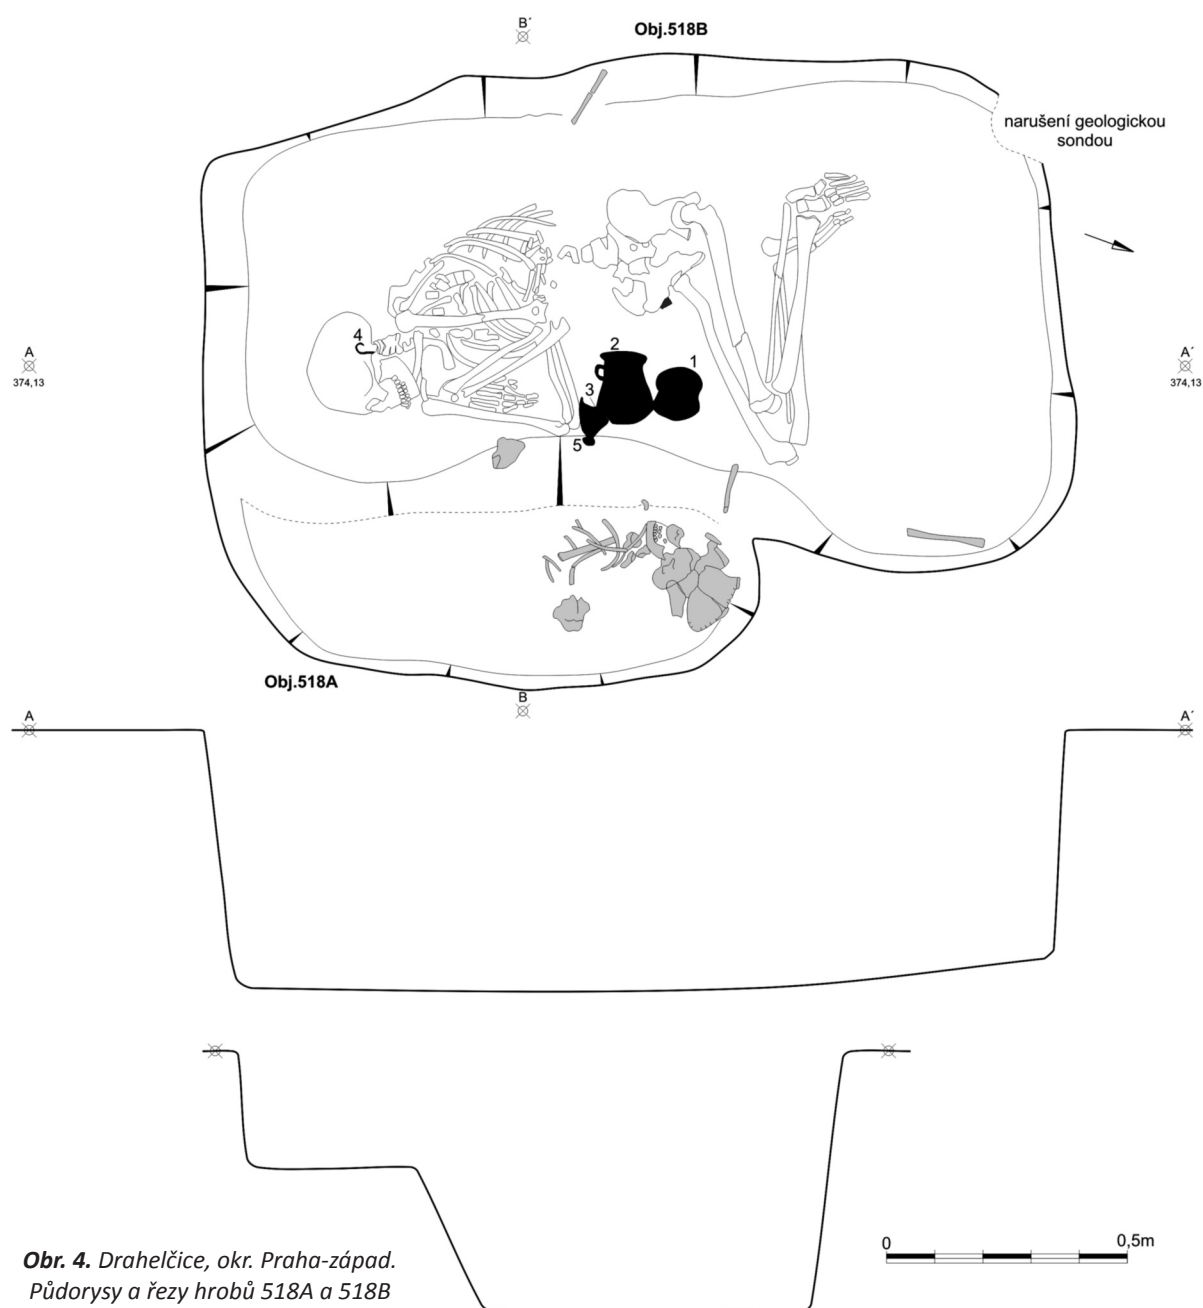 B´
Obj.518B
narušení geologickou
sondou
A
374,13
A´
374,13
4
2
1
3
5
Obj.518A
B
A
A´
0
0,5m
Obr. 4. Drahelčice, okr. Praha-západ.
Půdorysy a řezy hrobů 518A a 518B